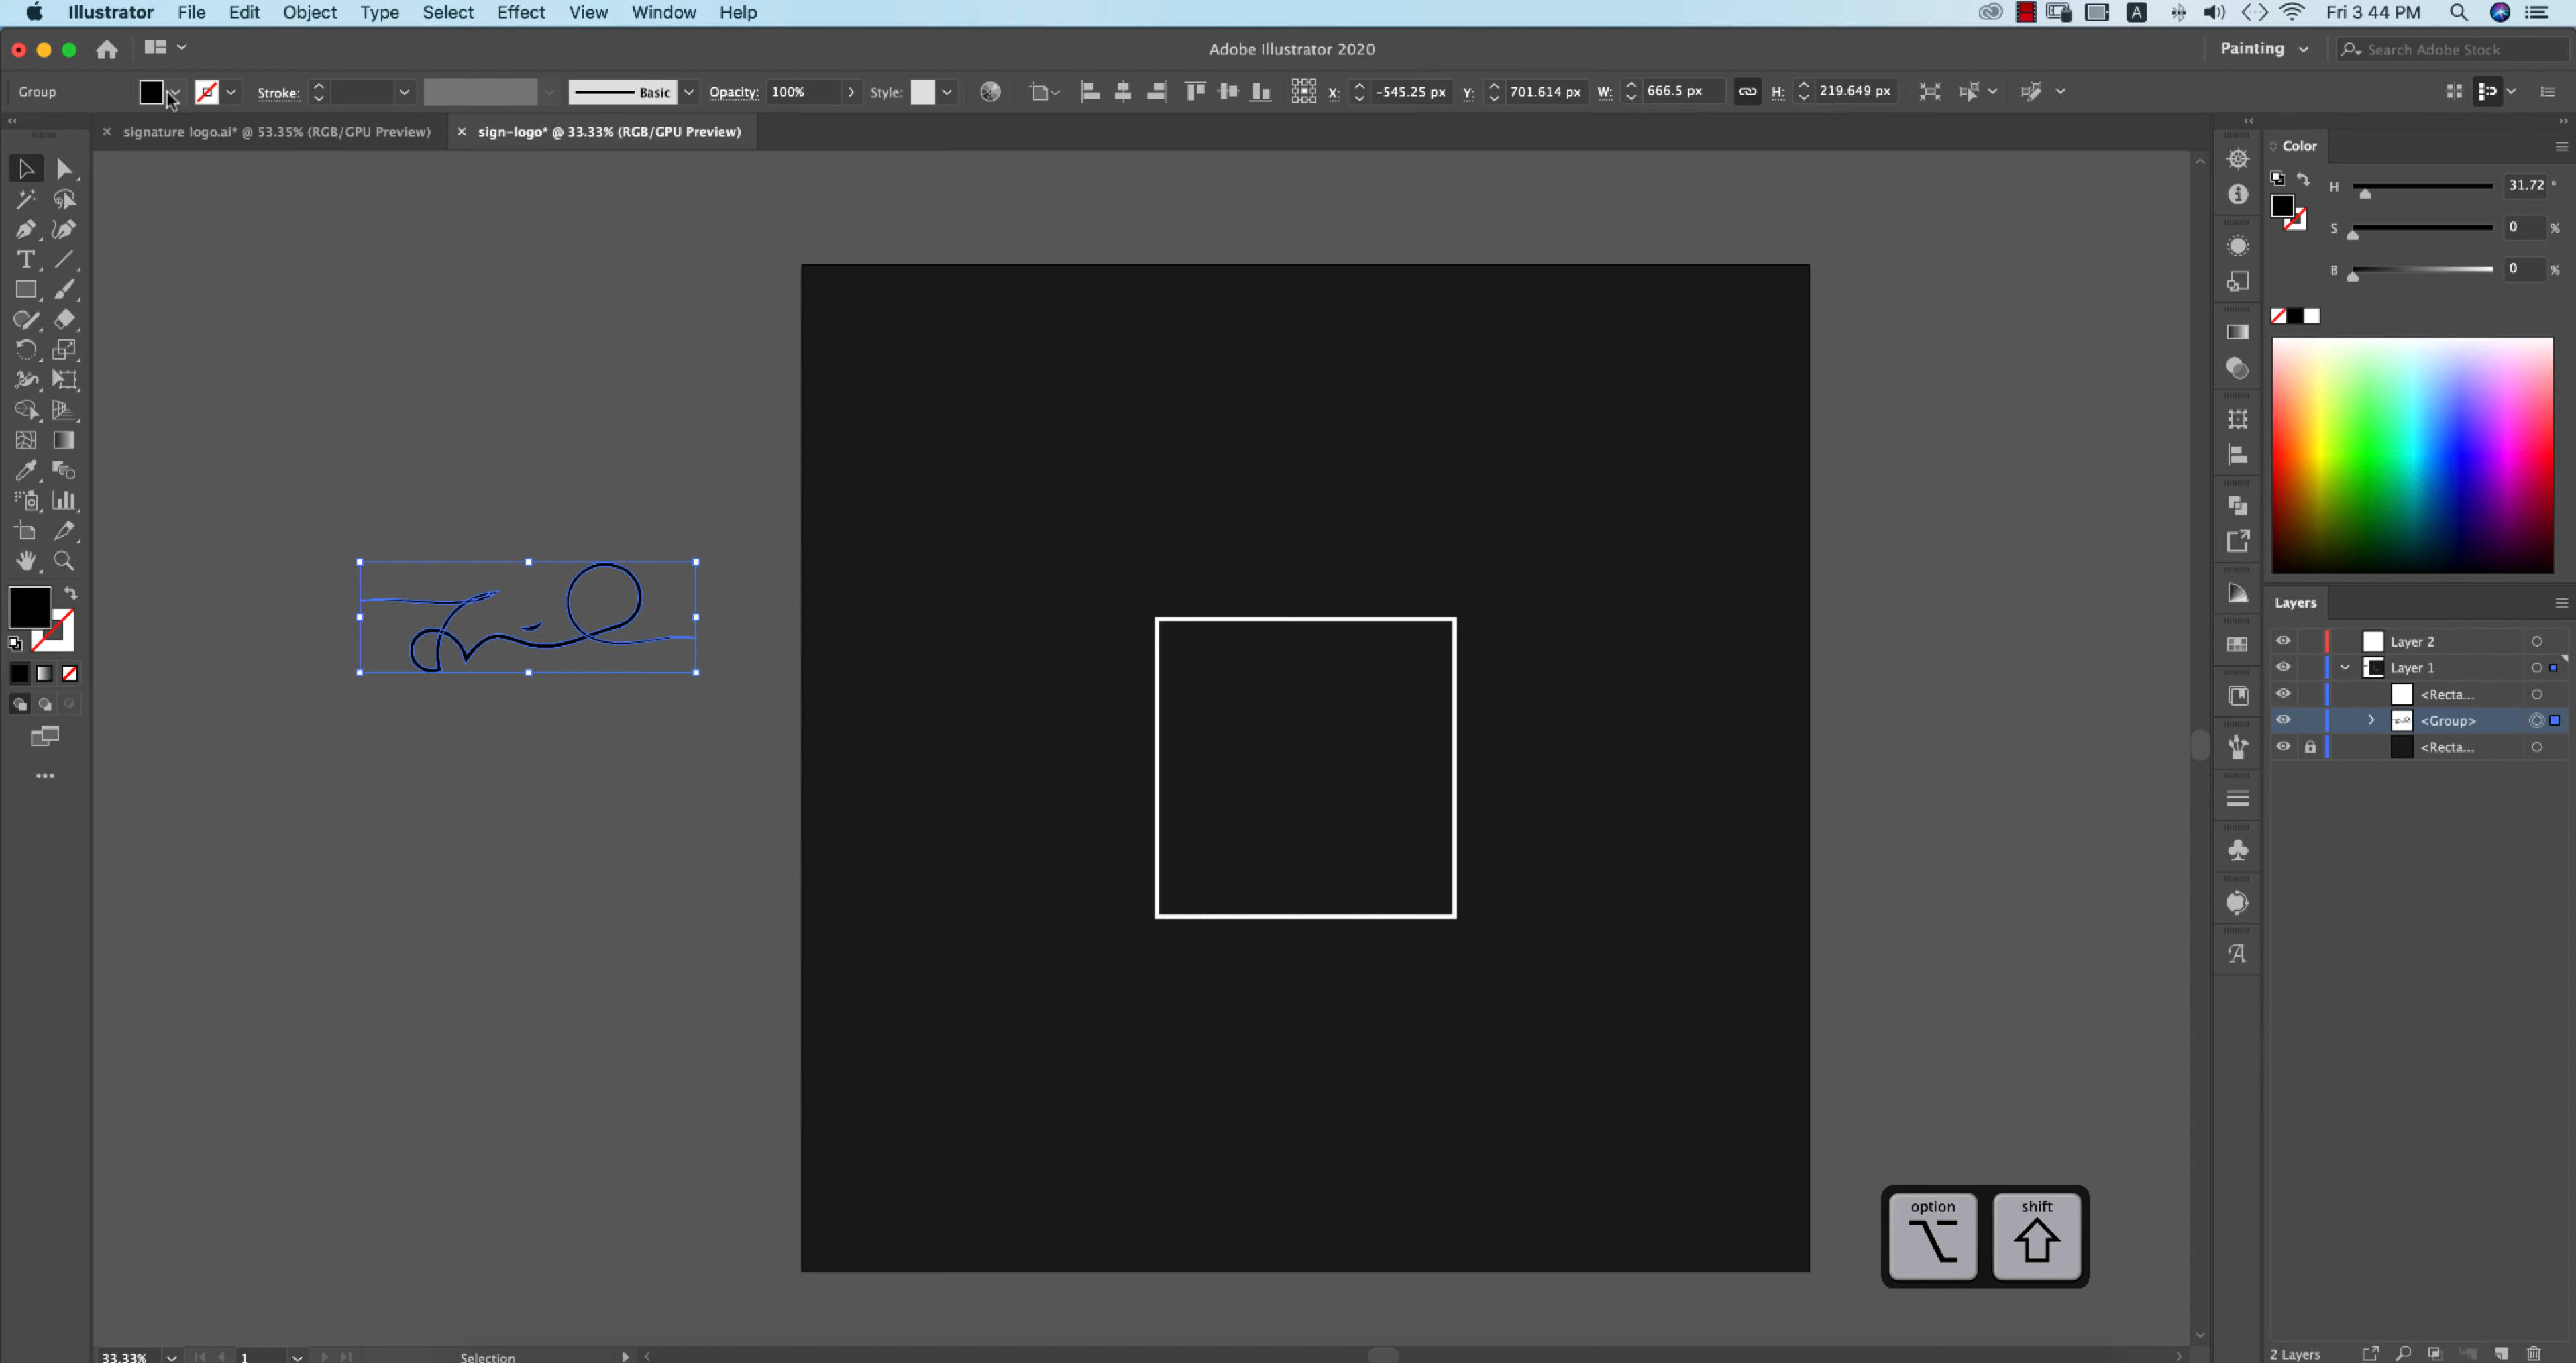 Illustrator File Edit Object Type Select Effect View Window Help A Fri 3 44 PM
Adobe Illustrator 2020 Painting Search Adobe Stock
Group Stroke: Basic Opacity: 100% Style: X: -545.25 px Y: 701.614 px W: 666.5 px H: 219.649 px
signature logo.ai* @ 53.35% (RGB/GPU Preview) sign-logo* @ 33.33% (RGB/GPU Preview)
Color
H 31.72 °
S 0 %
B 0 %
Layers
Layer 2
Layer 1
<Recta...
<Group>
<Recta...
option shift
33.33% 1 Selection 2 Layers